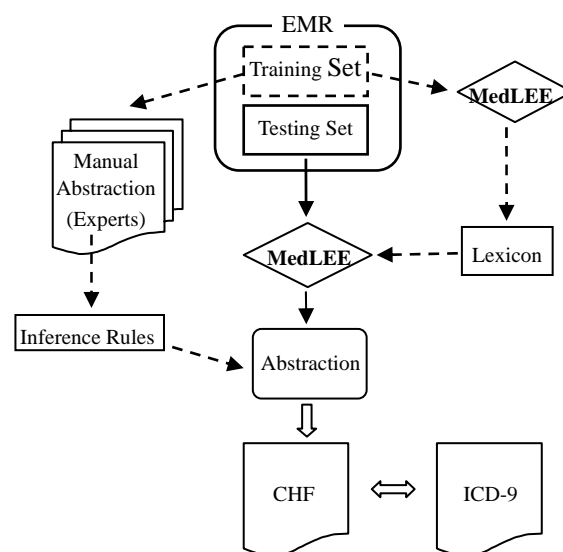 EMR
Training Set
MedLEE
Testing Set
Manual
Abstraction
(Experts)
MedLEE
Lexicon
Inference Rules
Abstraction
CHF
ICD-9